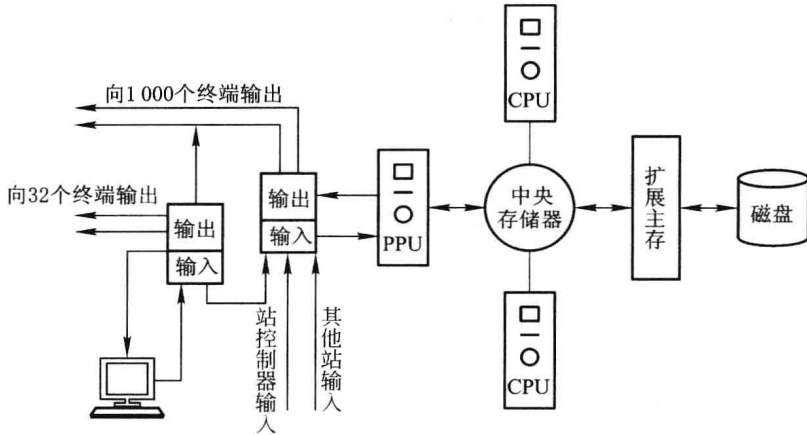 向1000个终端输出
向32个终端输出
输出
输入
输出
输入
站控制器输入
其他站输入
PPU
CPU
中央
存储器
CPU
扩展主存
磁盘